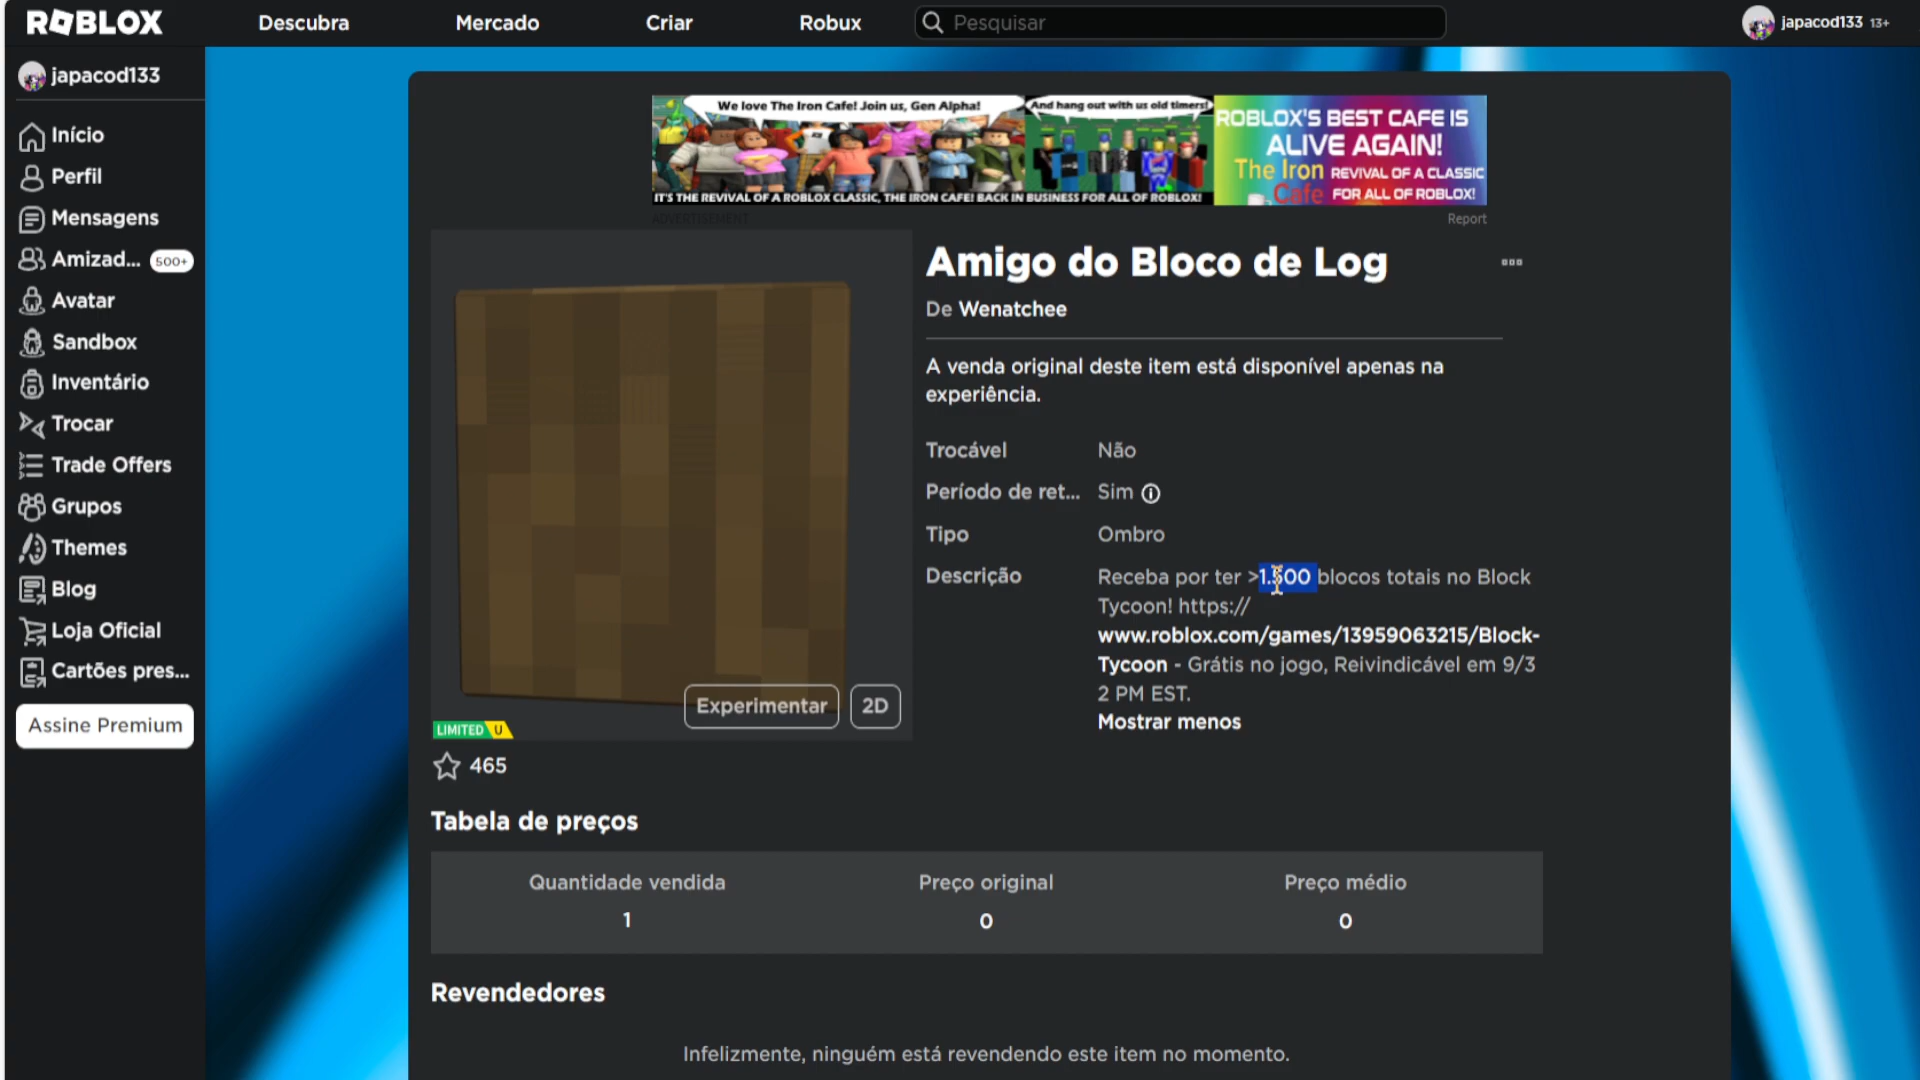 ROBLOX
Descubra
Mercado
Criar
Robux
Pesquisar
japacod133 13+
japacod133
Início
Perfil
Mensagens
Amizad... 500+
Avatar
Sandbox
Inventário
Trocar
Trade Offers
Grupos
Themes
Blog
Loja Oficial
Cartões pres...
Assine Premium
We love The Iron Cafe! Join us, Gen Alpha!
And hang out with us old timers!
IT'S THE REVIVAL OF A ROBLOX CLASSIC, THE IRON CAFE! BACK IN BUSINESS FOR ALL OF ROBLOX!
ROBLOX'S BEST CAFE IS
ALIVE AGAIN!
The Iron REVIVAL OF A CLASSIC
Cafe FOR ALL OF ROBLOX!
ADVERTISEMENT
Report
Amigo do Bloco de Log
De Wenatchee
A venda original deste item está disponível apenas na
experiência.
Trocável Não
Período de ret... Sim
Tipo Ombro
Descrição Receba por ter >1.500 blocos totais no Block
Tycoon! https://
www.roblox.com/games/13959063215/Block-
Tycoon - Grátis no jogo, Reivindicável em 9/3
2 PM EST.
Mostrar menos
Experimentar
2D
LIMITED U
465
Tabela de preços
Quantidade vendida
1
Preço original
0
Preço médio
0
Revendedores
Infelizmente, ninguém está revendendo este item no momento.